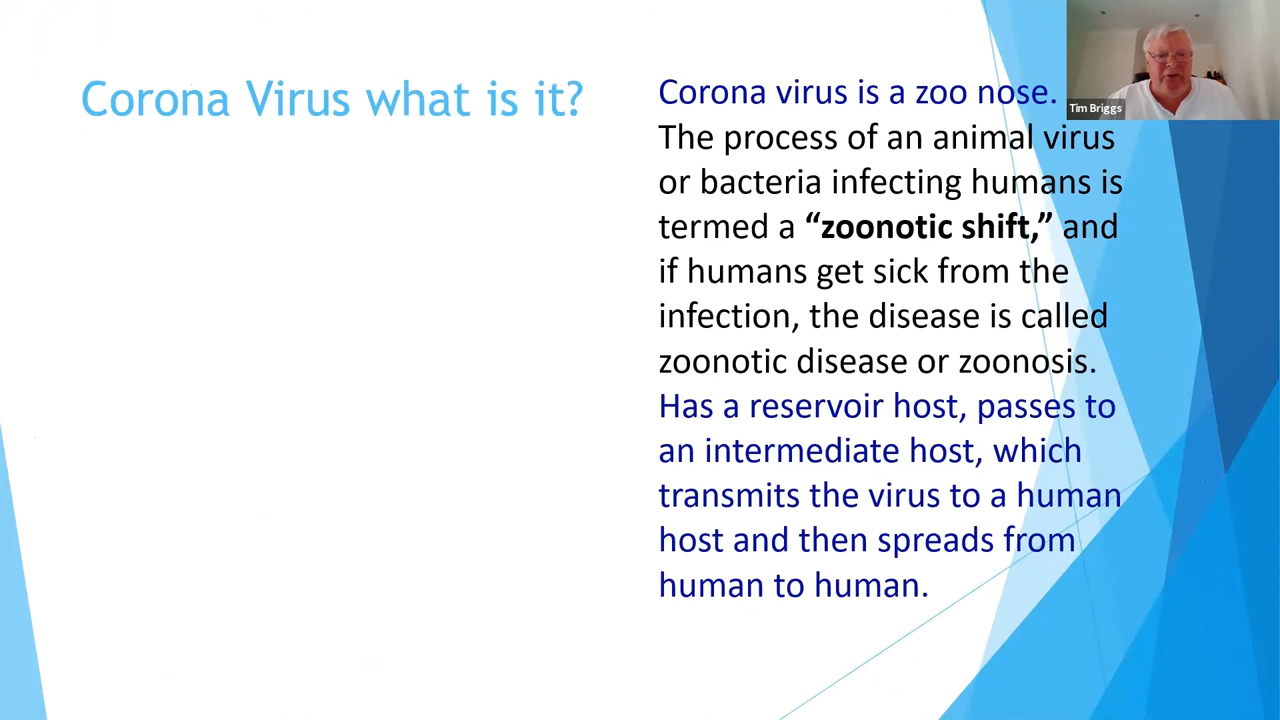 Corona Virus what is it?
Corona virus is a zoo nose.
The process of an animal virus
or bacteria infecting humans is
termed a “zoonotic shift,” and
if humans get sick from the
infection, the disease is called
zoonotic disease or zoonosis.
Has a reservoir host, passes to
an intermediate host, which
transmits the virus to a human
host and then spreads from
human to human.
Tim Briggs